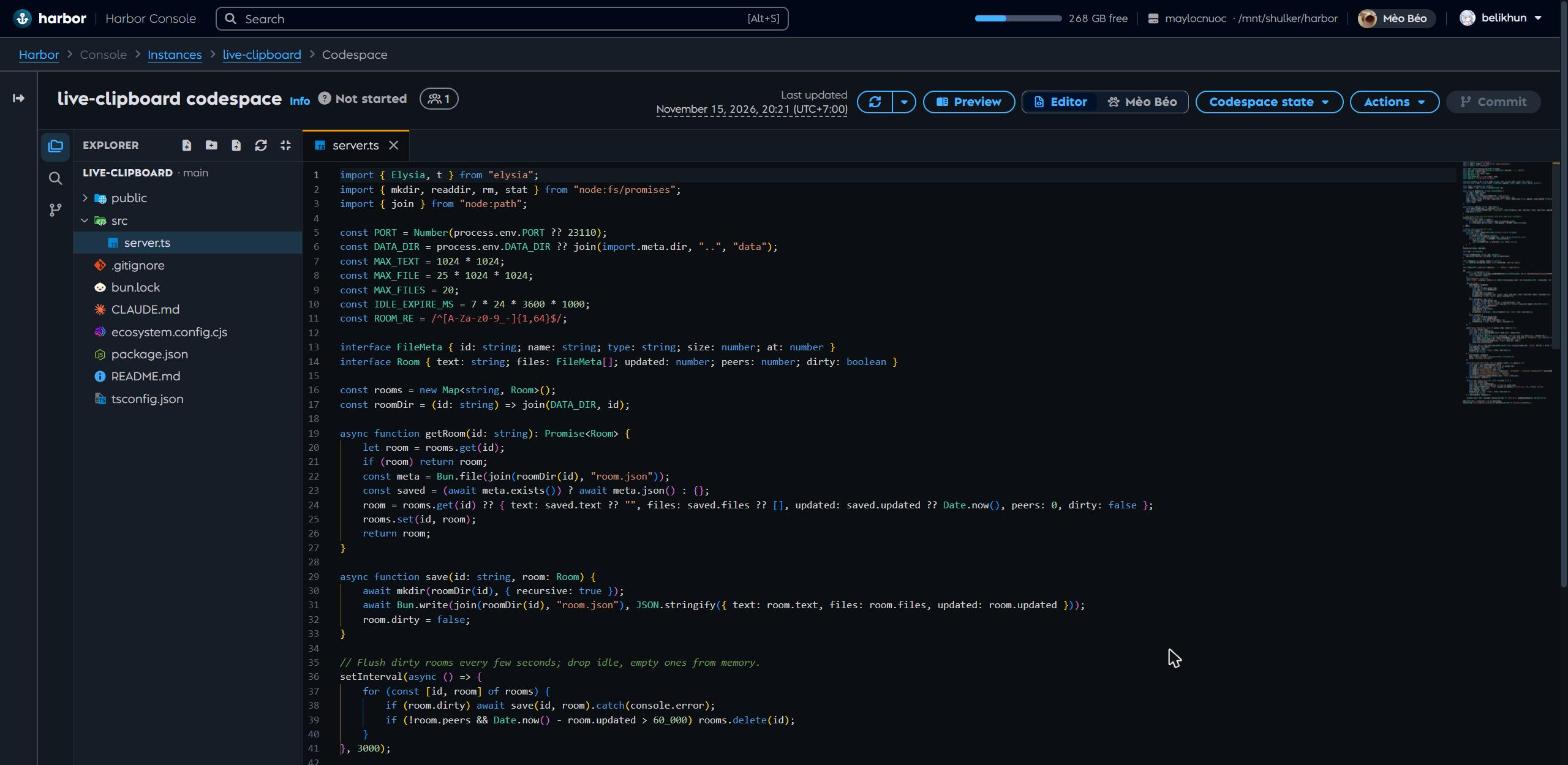 harbor
Harbor Console
Search
[Alt+S]
268 GB free
maylocnuoc · /mnt/shulker/harbor
Mèo Béo
belikhun
Harbor > Console > Instances > live-clipboard > Codespace
live-clipboard codespace
Info
Not started
1
Last updated
November 15, 2026, 20:21 (UTC+7:00)
Preview
Editor
Mèo Béo
Codespace state
Actions
Commit
EXPLORER
LIVE-CLIPBOARD · main
public
src
server.ts
.gitignore
bun.lock
CLAUDE.md
ecosystem.config.cjs
package.json
README.md
tsconfig.json
server.ts
1 import { Elysia, t } from "elysia";
2 import { mkdir, readdir, rm, stat } from "node:fs/promises";
3 import { join } from "node:path";
4
5 const PORT = Number(process.env.PORT ?? 23110);
6 const DATA_DIR = process.env.DATA_DIR ?? join(import.meta.dir, "..", "data");
7 const MAX_TEXT = 1024 * 1024;
8 const MAX_FILE = 25 * 1024 * 1024;
9 const MAX_FILES = 20;
10 const IDLE_EXPIRE_MS = 7 * 24 * 3600 * 1000;
11 const ROOM_RE = /^[A-Za-z0-9_-]{1,64}$/;
12
13 interface FileMeta { id: string; name: string; type: string; size: number; at: number }
14 interface Room { text: string; files: FileMeta[]; updated: number; peers: number; dirty: boolean }
15
16 const rooms = new Map<string, Room>();
17 const roomDir = (id: string) => join(DATA_DIR, id);
18
19 async function getRoom(id: string): Promise<Room> {
20 let room = rooms.get(id);
21 if (room) return room;
22 const meta = Bun.file(join(roomDir(id), "room.json"));
23 const saved = (await meta.exists()) ? await meta.json() : {};
24 room = rooms.get(id) ?? { text: saved.text ?? "", files: saved.files ?? [], updated: saved.updated ?? Date.now(), peers: 0, dirty: false };
25 rooms.set(id, room);
26 return room;
27 }
28
29 async function save(id: string, room: Room) {
30 await mkdir(roomDir(id), { recursive: true });
31 await Bun.write(join(roomDir(id), "room.json"), JSON.stringify({ text: room.text, files: room.files, updated: room.updated }));
32 room.dirty = false;
33 }
34
35 // Flush dirty rooms every few seconds; drop idle, empty ones from memory.
36 setInterval(async () => {
37 for (const [id, room] of rooms) {
38 if (room.dirty) await save(id, room).catch(console.error);
39 if (!room.peers && Date.now() - room.updated > 60_000) rooms.delete(id);
40 }
41 }, 3000);
42